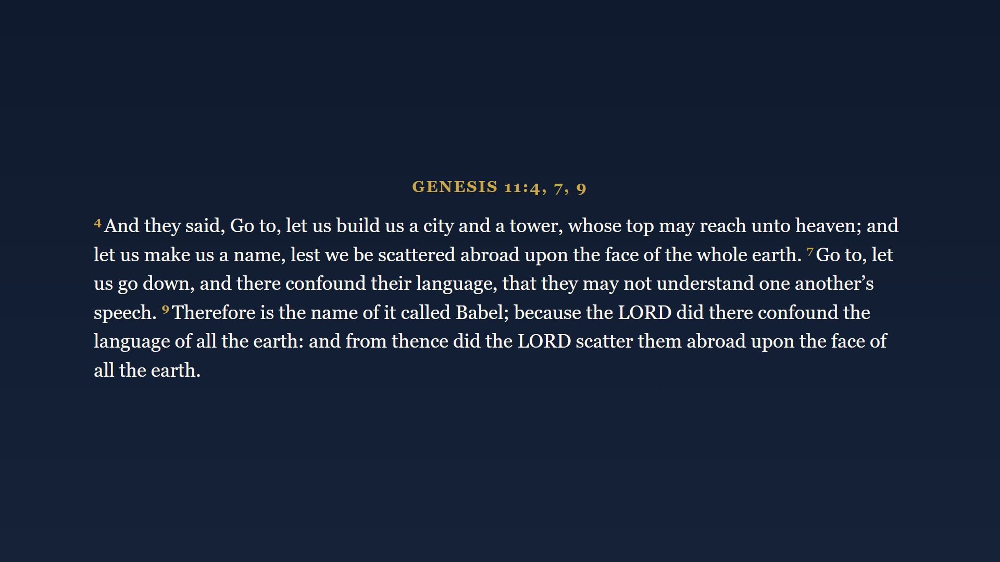 GENESIS 11:4, 7, 9
4 And they said, Go to, let us build us a city and a tower, whose top may reach unto heaven; and
let us make us a name, lest we be scattered abroad upon the face of the whole earth. 7 Go to, let
us go down, and there confound their language, that they may not understand one another’s
speech. 9 Therefore is the name of it called Babel; because the LORD did there confound the
language of all the earth: and from thence did the LORD scatter them abroad upon the face of
all the earth.